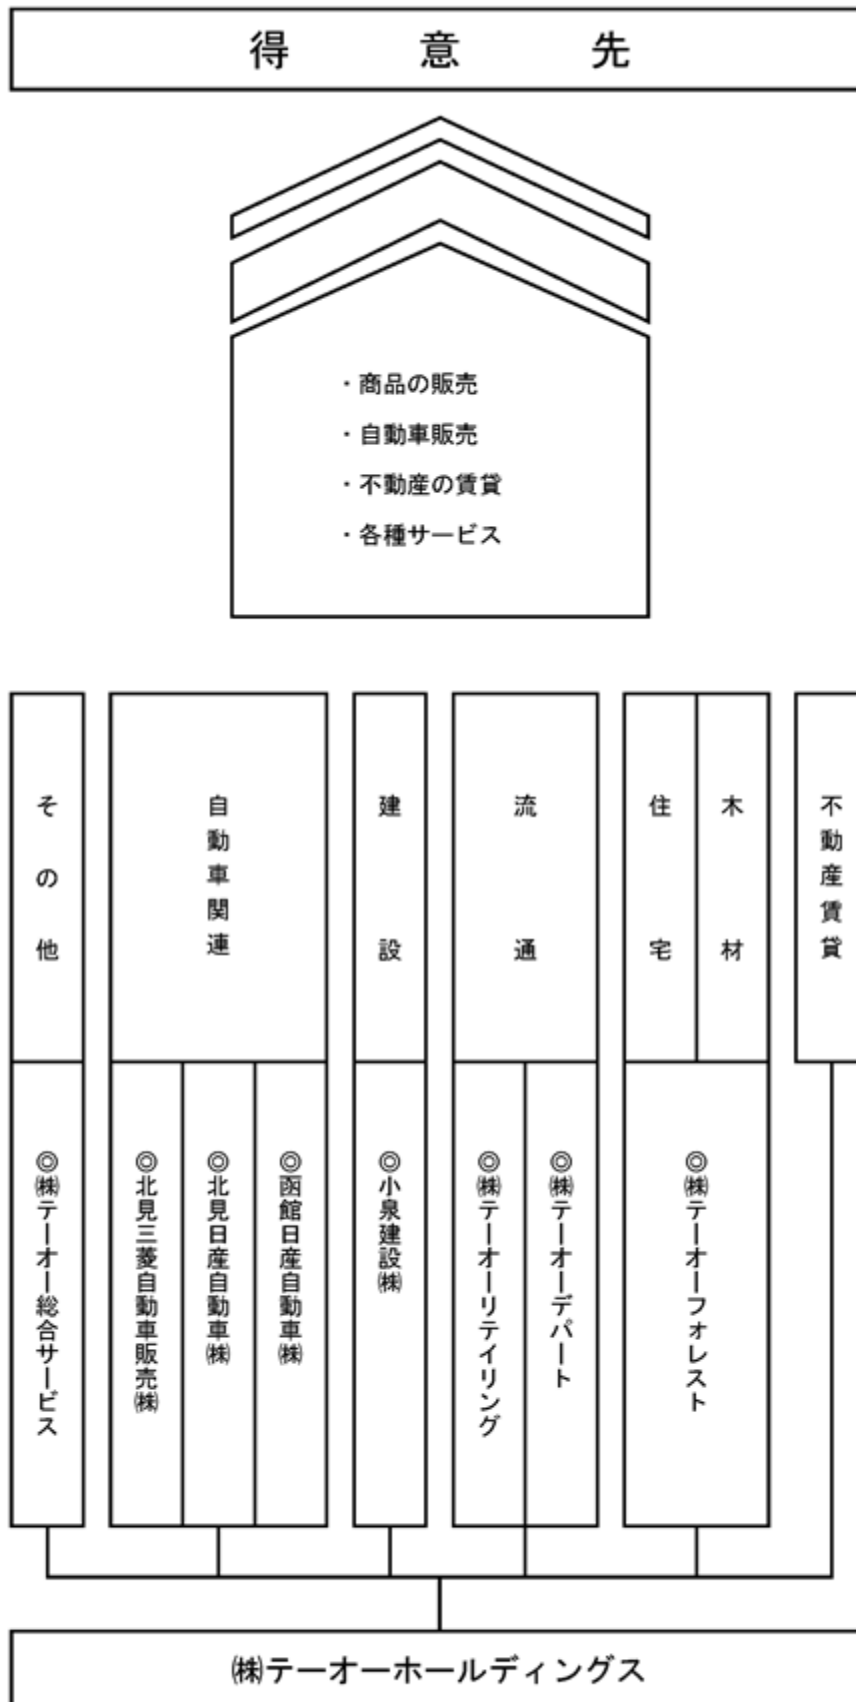 得意先
・商品の販売
・自動車販売
・不動産の賃貸
・各種サービス
その他
自動車関連
建設
流通
住宅
木材
不動産賃貸
◎㈱テーオー総合サービス
◎北見三菱自動車販売㈱
◎北見日産自動車㈱
◎函館日産自動車㈱
◎小泉建設㈱
◎㈱テーオーリテイリング
◎㈱テーオーデパート
◎㈱テーオーフォレスト
㈱テーオーホールディングス